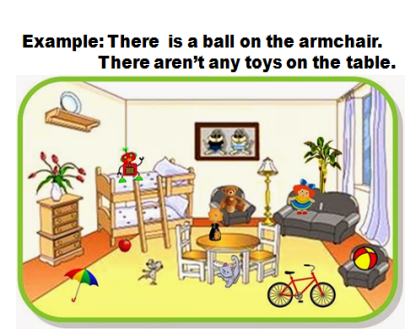 Example: There  is a ball on the armchair.
There aren't any toys on the table.